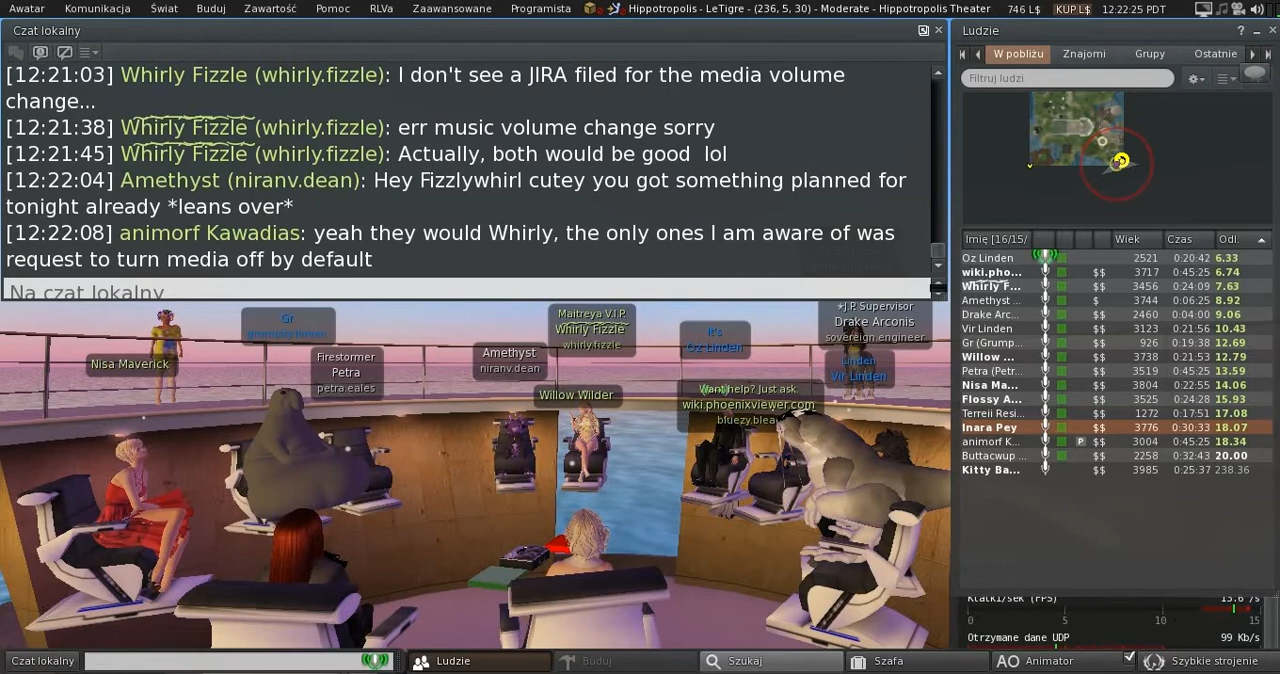 Awatar Komunikacja Świat Buduj Zawartość Pomoc RLVa Zaawansowane Programista Hippotropolis - LeTigre - (236, 5, 30) - Moderate - Hippotropolis Theater 746 L$ KUP L$ 12:22:25 PDT
Czat lokalny
[12:21:03] Whirly Fizzle (whirly.fizzle): I don't see a JIRA filed for the media volume
change...
[12:21:38] Whirly Fizzle (whirly.fizzle): err music volume change sorry
[12:21:45] Whirly Fizzle (whirly.fizzle): Actually, both would be good  lol
[12:22:04] Amethyst (niranv.dean): Hey Fizzlywhirl cutey you got something planned for
tonight already *leans over*
[12:22:08] animorf Kawadias: yeah they would Whirly, the only ones I am aware of was
request to turn media off by default
Na czat lokalny
Ludzie
W pobliżu Znajomi Grupy Ostatnie
Filtruj ludzi
Imię [16/15/ Wiek Czas Odl.
Oz Linden 2521 0:20:42 6.33
wiki.pho... $$ 3717 0:45:25 6.74
Whirly F... $$ 3456 0:24:09 7.63
Amethyst ... $ 3744 0:06:25 8.92
Drake Arc... $$ 2460 0:04:00 9.06
Vir Linden $$ 3123 0:21:56 10.43
Gr (Grump... $$ 926 0:19:38 12.69
Willow ... $$ 3738 0:21:53 12.79
Petra (Petr... $$ 3519 0:45:25 13.59
Nisa Ma... $$ 3804 0:22:55 14.06
Flossy A... $$ 3525 0:24:28 15.93
Terreii Resi... $$ 1272 0:17:51 17.08
Inara Pey $$ 3776 0:30:33 18.07
animorf K... P $$ 3004 0:45:25 18.34
Buttacwup ... $$ 2258 0:32:43 20.00
Kitty Ba... $$ 3985 0:25:37 238.36
Nisa Maverick
Gr
Firestormer
Petra
petra.eales
Amethyst
niranv.dean
Maitreya V.I.P.
Whirly Fizzle
whirly.fizzle
Willow Wilder
It's
Oz Linden
Want help? Just ask.
wiki.phoenixviewer.com
*J.P. Supervisor
Drake Arconis
sovereign.engineer
Linden
Vir Linden
Klatki/sek (FPS) 13.6 /s
0 5 10 15
Otrzymane dane UDP 99 Kb/s
Czat lokalny Ludzie Buduj Szukaj Szafa AO Animator Szybkie strojenie